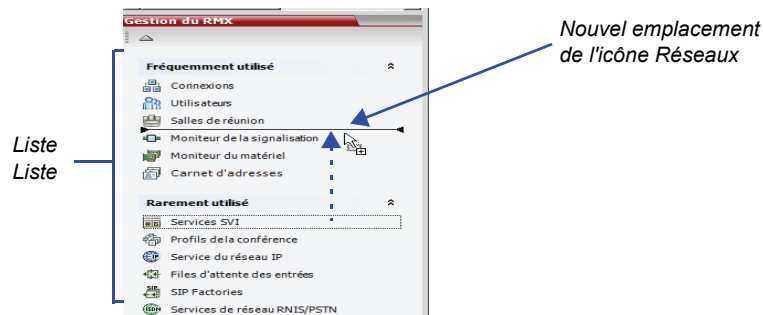 Gestion du RMX
Nouvel emplacement
de l'icône Réseaux
Fréquemment utilisé
Connexions
Utilisateurs
Salles de réunion
Moniteur de la signalisation
Moniteur du matériel
Carnet d'adresses
Liste
Liste
Rarement utilisé
Services SVI
Profils dela conférence
Service du réseau IP
Files d'attente des entrées
SIP Factories
Services de réseau RNIS/PSTN